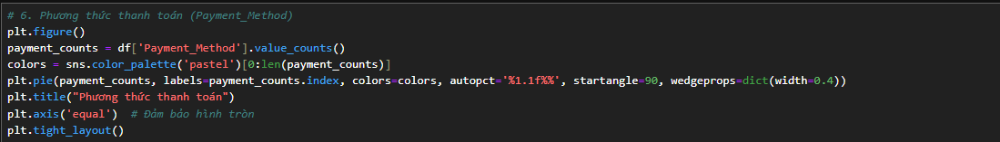 # 6. Phương thức thanh toán (Payment_Method)
plt.figure()
payment_counts = df['Payment_Method'].value_counts()
colors = sns.color_palette('pastel')[0:len(payment_counts)]
plt.pie(payment_counts, labels=payment_counts.index, colors=colors, autopct='%1.1f%%', startangle=90, wedgeprops=dict(width=0.4))
plt.title("Phương thức thanh toán")
plt.axis('equal')  # Đảm bảo hình tròn
plt.tight_layout()